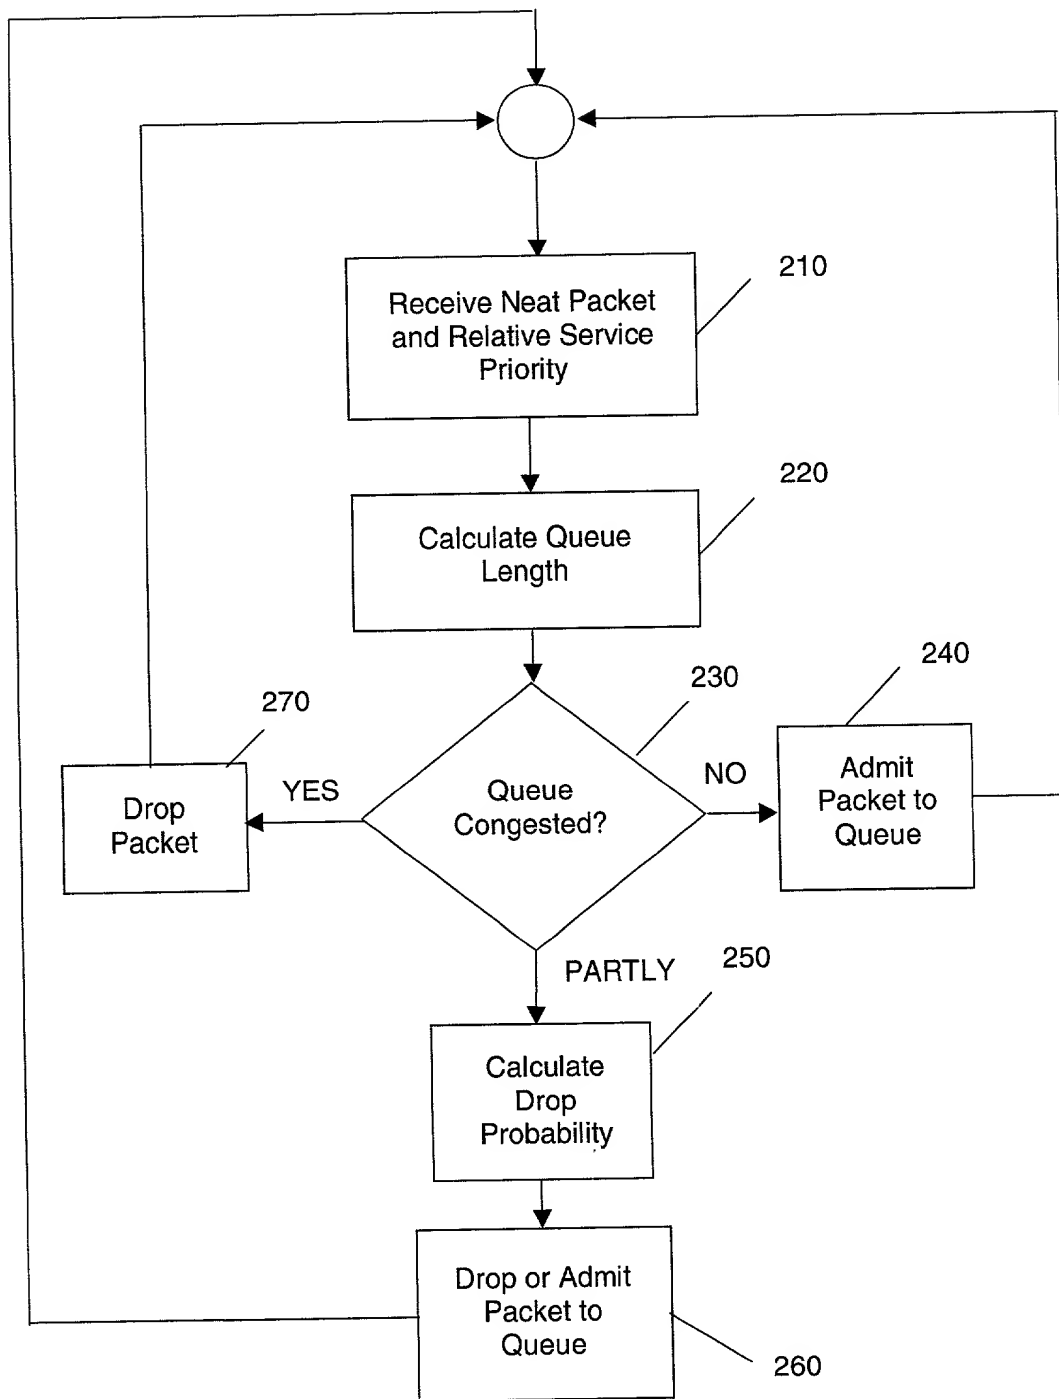 210
Receive Neat Packet
and Relative Service
Priority
220
Calculate Queue
Length
230
240
270
Queue
Congested?
YES
NO
Drop
Packet
Admit
Packet to
Queue
PARTLY
250
Calculate
Drop
Probability
Drop or Admit
Packet to
Queue
260